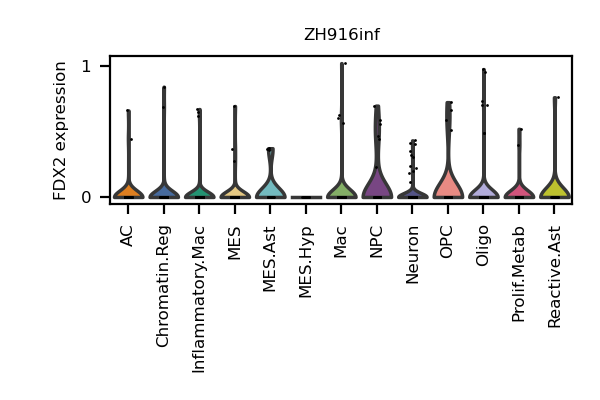 ZH916inf
FDX2 expression
1
0
AC
Chromatin.Reg
Inflammatory.Mac
MES
MES.Ast
MES.Hyp
Mac
NPC
Neuron
OPC
Oligo
Prolif.Metab
Reactive.Ast